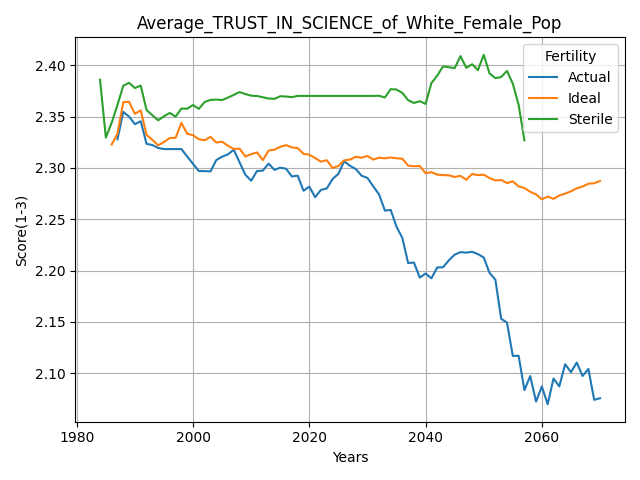 Average_TRUST_IN_SCIENCE_of_White_Female_Pop
Fertility
Actual
Ideal
Sterile
Score(1-3)
2.40
2.35
2.30
2.25
2.20
2.15
2.10
1980
2000
2020
2040
2060
Years